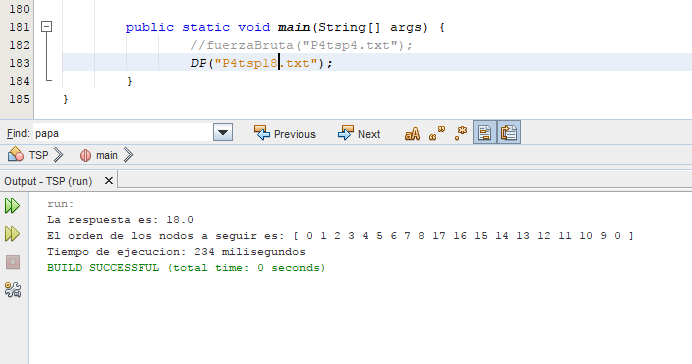 180
181 public static void main(String[] args) {
182 //fuerzaBruta("P4tsp4.txt");
183 DP("P4tsp18.txt");
184 }
185 }
Find: papa Previous Next aA “ ” .*
TSP main
Output - TSP (run) X
run:
La respuesta es: 18.0
El orden de los nodos a seguir es: [ 0 1 2 3 4 5 6 7 8 17 16 15 14 13 12 11 10 9 0 ]
Tiempo de ejecucion: 234 milisegundos
BUILD SUCCESSFUL (total time: 0 seconds)